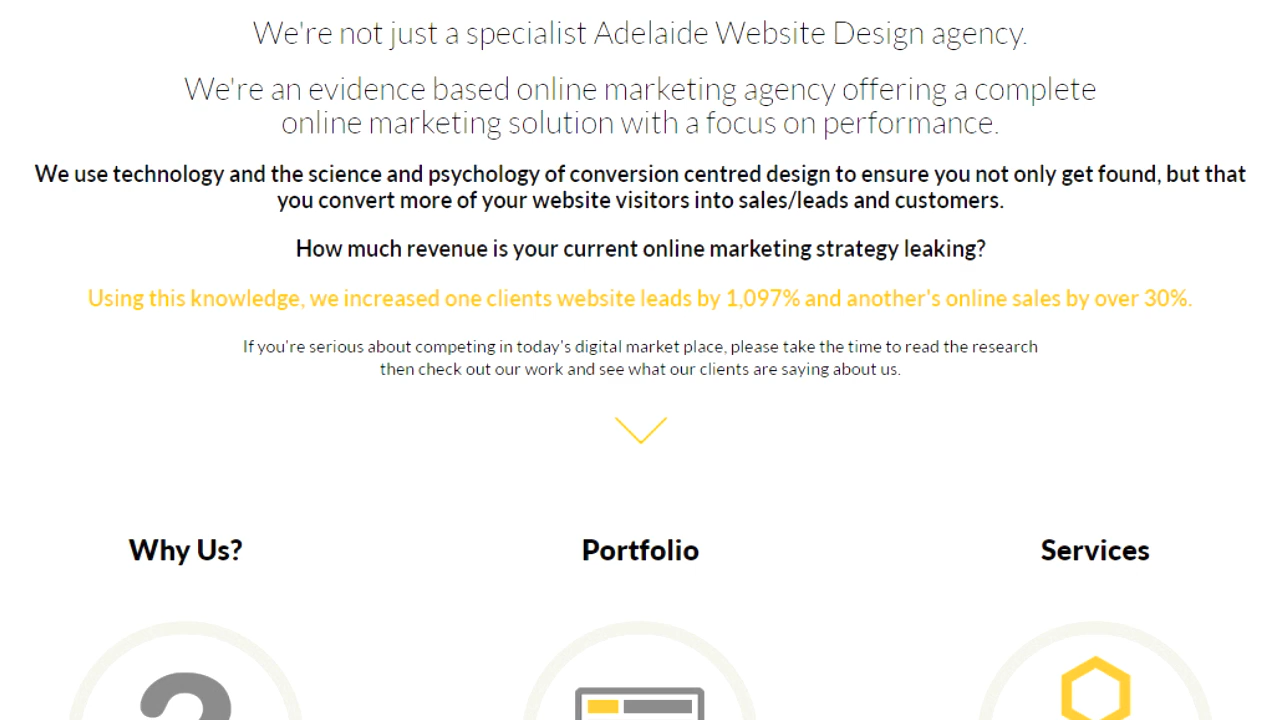 We're not just a specialist Adelaide Website Design agency.
We're an evidence based online marketing agency offering a complete
online marketing solution with a focus on performance.
We use technology and the science and psychology of conversion centred design to ensure you not only get found, but that
you convert more of your website visitors into sales/leads and customers.
How much revenue is your current online marketing strategy leaking?
Using this knowledge, we increased one clients website leads by 1,097% and another's online sales by over 30%.
If you're serious about competing in today's digital market place, please take the time to read the research
then check out our work and see what our clients are saying about us.
Why Us?
Portfolio
Services
?